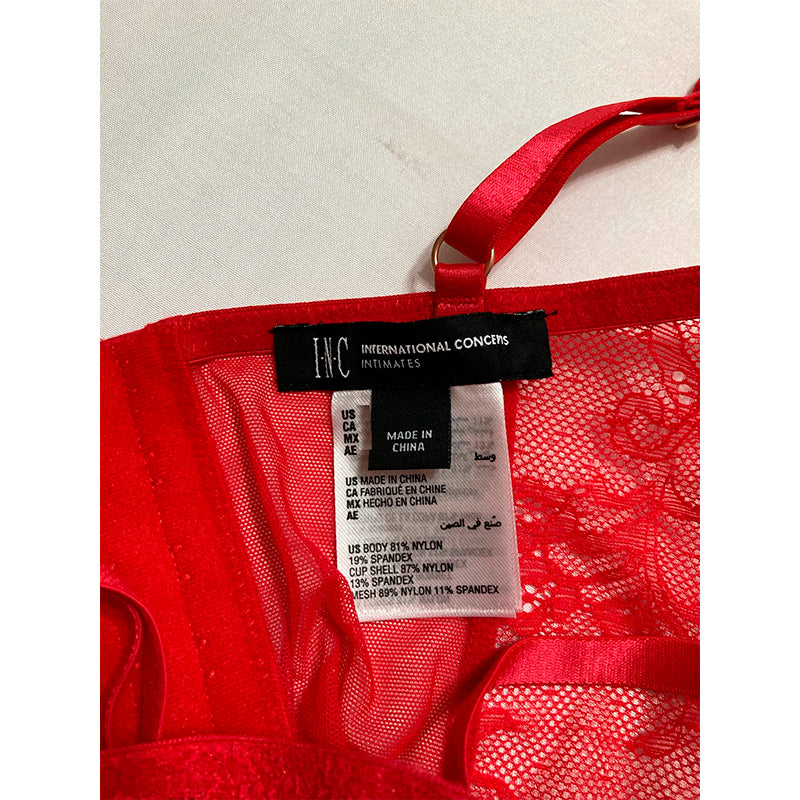 I·N·C INTERNATIONAL CONCEPTS
INTIMATES
US
CA
MX
AE
وسط
MADE IN
CHINA
US MADE IN CHINA
CA FABRIQUÉ EN CHINE
MX HECHO EN CHINA
AE
صُنع في الصين
US BODY 81% NYLON
19% SPANDEX
CUP SHELL 87% NYLON
13% SPANDEX
MESH 89% NYLON 11% SPANDEX